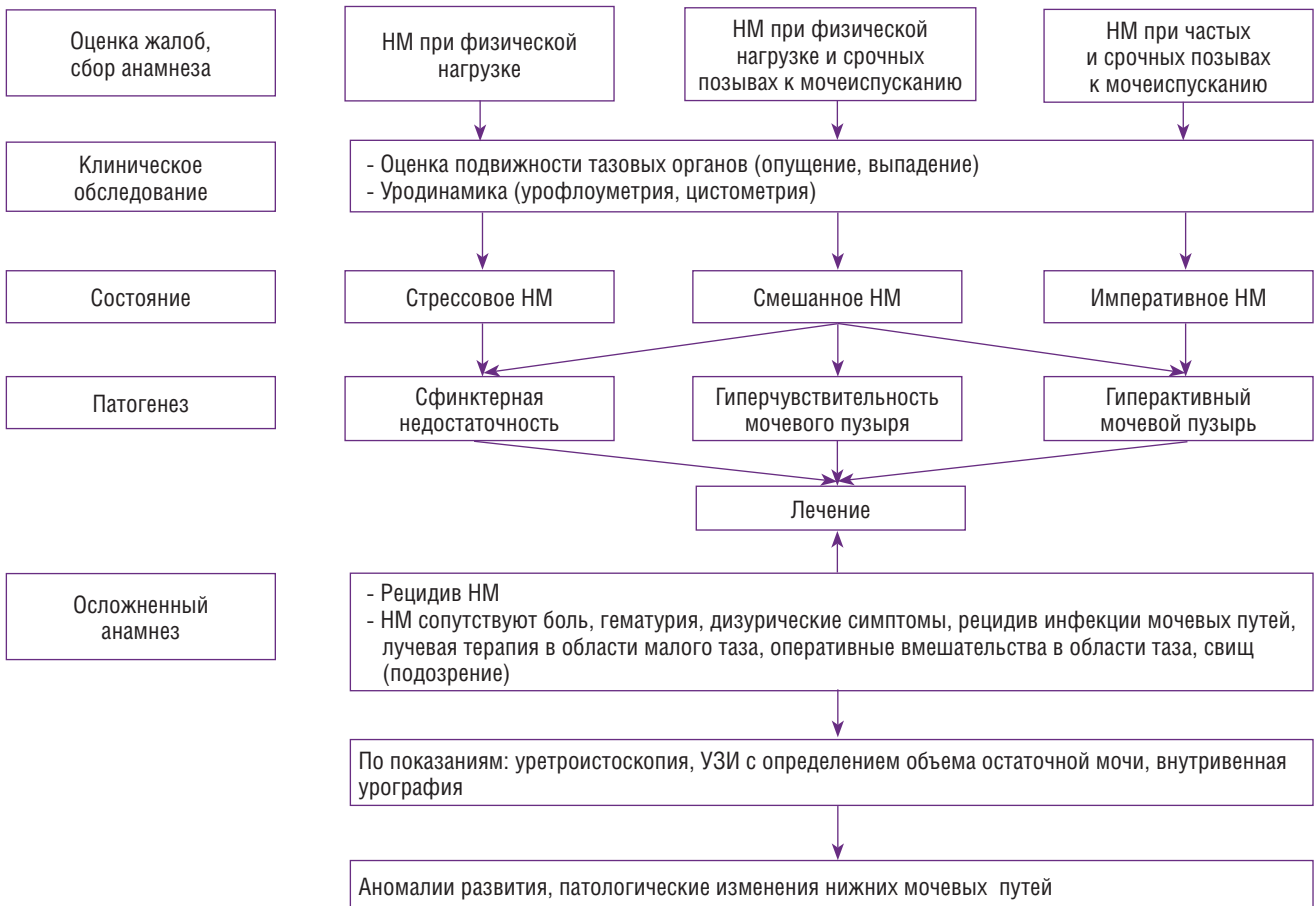 Оценка жалоб,
сбор анамнеза
НМ при физической
нагрузке
НМ при физической
нагрузке и срочных
позывах к мочеиспусканию
НМ при частых
и срочных позывах
к мочеиспусканию
Клиническое
обследование
- Оценка подвижности тазовых органов (опущение, выпадение)
- Уродинамика (урофлоуметрия, цистометрия)
Состояние
Стрессовое НМ
Смешанное НМ
Императивное НМ
Патогенез
Сфинктерная
недостаточность
Гиперчувствительность
мочевого пузыря
Гиперактивный
мочевой пузырь
Лечение
Осложненный
анамнез
- Рецидив НМ
- НМ сопутствуют боль, гематурия, дизурические симптомы, рецидив инфекции мочевых путей,
лучевая терапия в области малого таза, оперативные вмешательства в области таза, свищ
(подозрение)
По показаниям: уретроистоскопия, УЗИ с определением объема остаточной мочи, внутривенная
урография
Аномалии развития, патологические изменения нижних мочевых путей